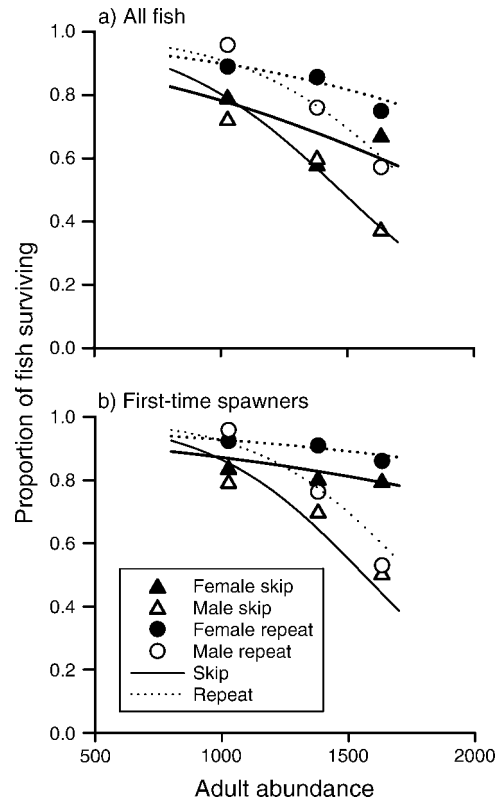 a) All fish
1.0
0.8
0.6
0.4
0.2
0.0
Proportion of fish surviving
b) First-time spawners
1.0
0.8
0.6
0.4
0.2
0.0
Female skip
Male skip
Female repeat
Male repeat
Skip
Repeat
500 1000 1500 2000
Adult abundance